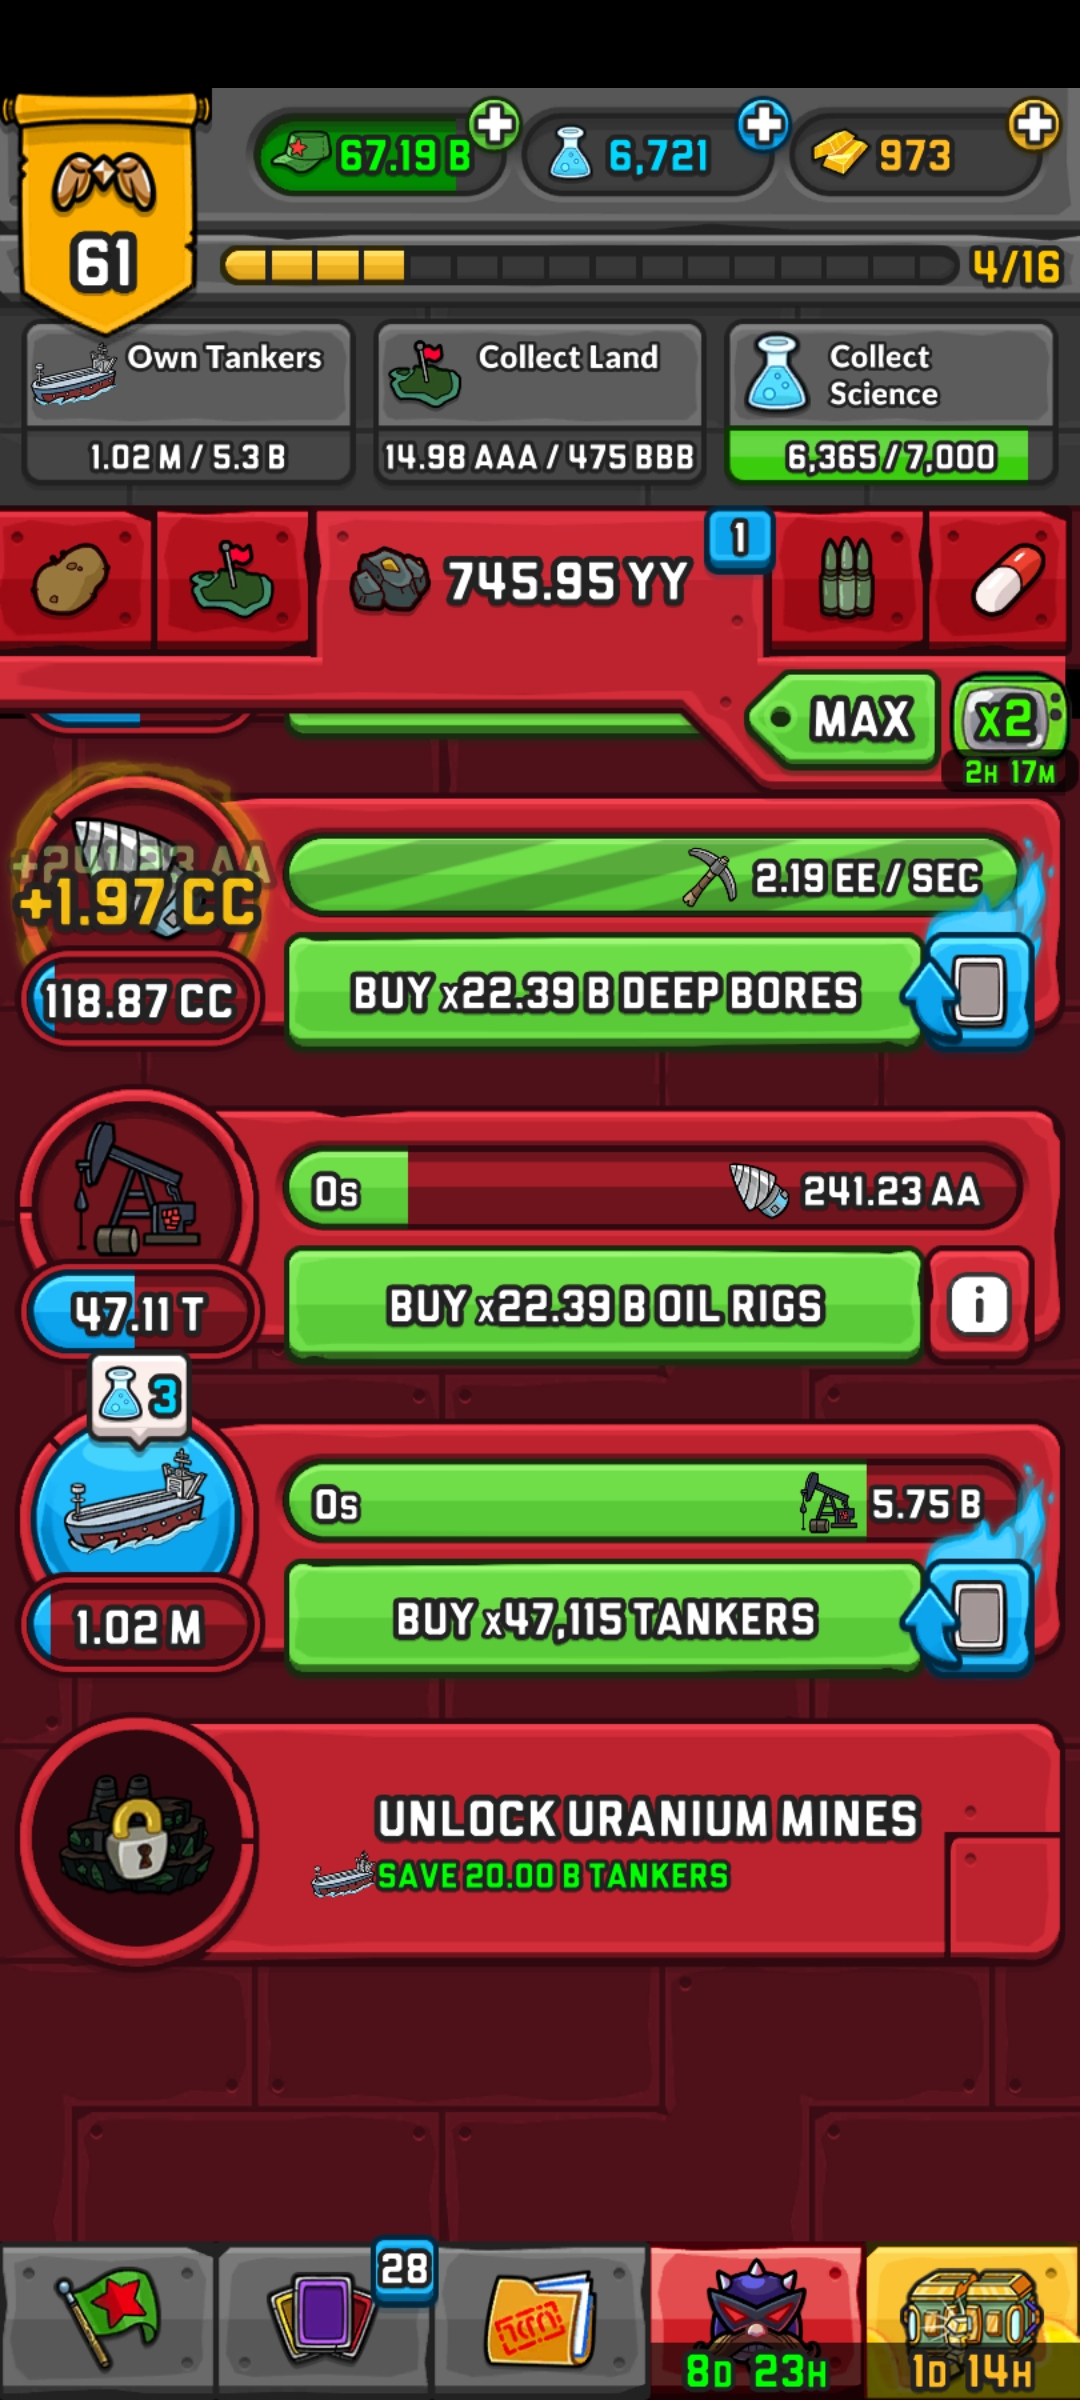 67.19 B
6,721
973
61
4/16
Own Tankers
1.02 M / 5.3 B
Collect Land
14.98 AAA / 475 BBB
Collect
Science
6,365 / 7,000
745.95 YY
1
MAX
x2
2H 17M
+241.23 AA
+1.97 CC
118.87 CC
2.19 EE / SEC
BUY x22.39 B DEEP BORES
0s
241.23 AA
47.11 T
BUY x22.39 B OIL RIGS
i
3
0s
5.75 B
1.02 M
BUY x47,115 TANKERS
UNLOCK URANIUM MINES
SAVE 20.00 B TANKERS
28
8D 23H
1D 14H